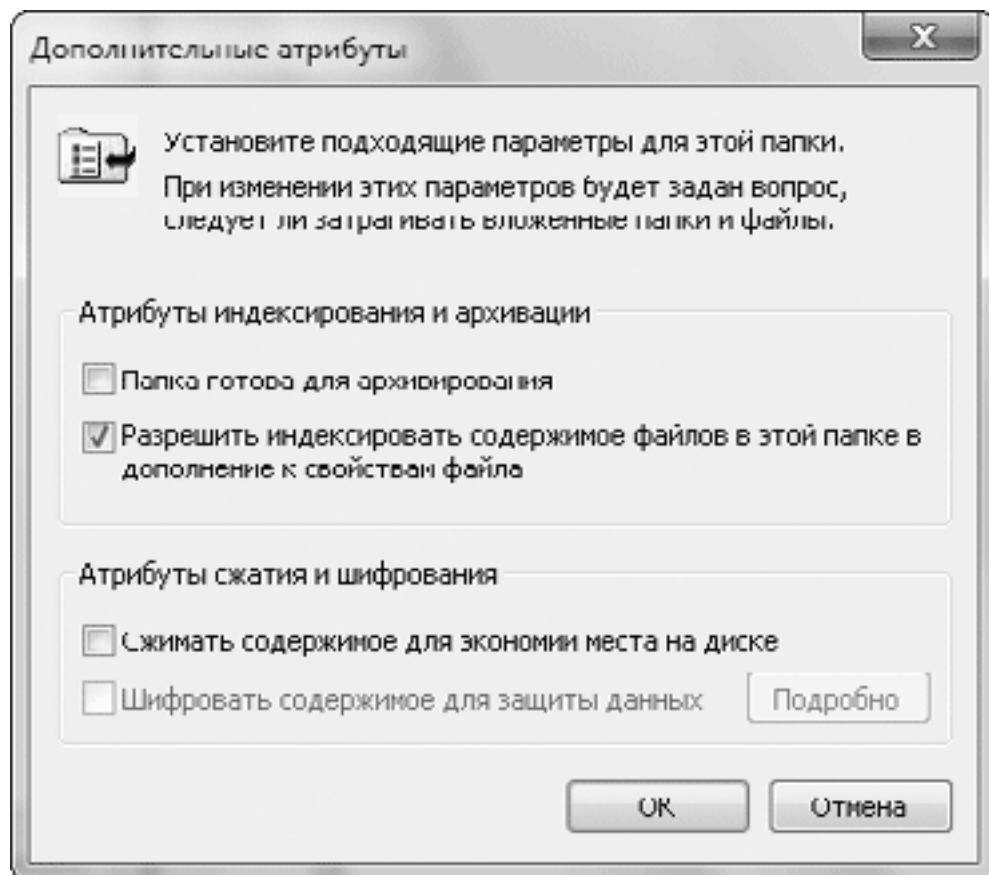 Дополнительные атрибуты
Установите подходящие параметры для этой папки.
При изменении этих параметров будет задан вопрос,
следует ли затрагивать вложенные папки и файлы.
Атрибуты индексирования и архивации
Папка готова для архивирования
Разрешить индексировать содержимое файлов в этой папке в
дополнение к свойствам файла
Атрибуты сжатия и шифрования
Сжимать содержимое для экономии места на диске
Шифровать содержимое для защиты данных Подробно
ОК Отмена